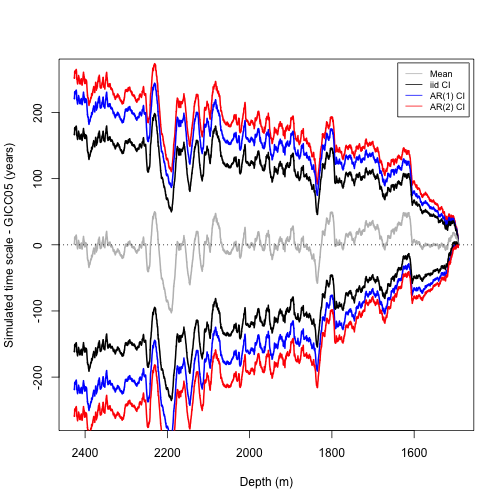 Mean
iid CI
AR(1) CI
AR(2) CI
Simulated time scale - GICC05 (years)
200
100
0
-100
-200
2400 2200 2000 1800 1600
Depth (m)